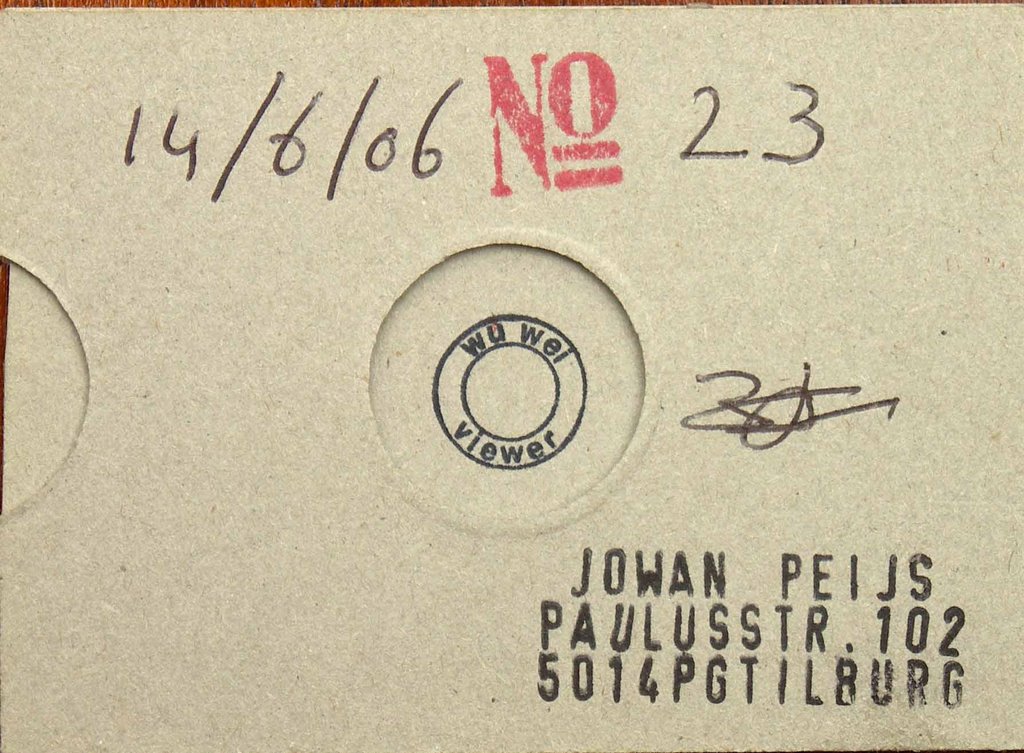 14/6/06 No 23
wu wei
viewer
JOWAN PEIJS
PAULUSSTR. 102
5014PGTILBURG